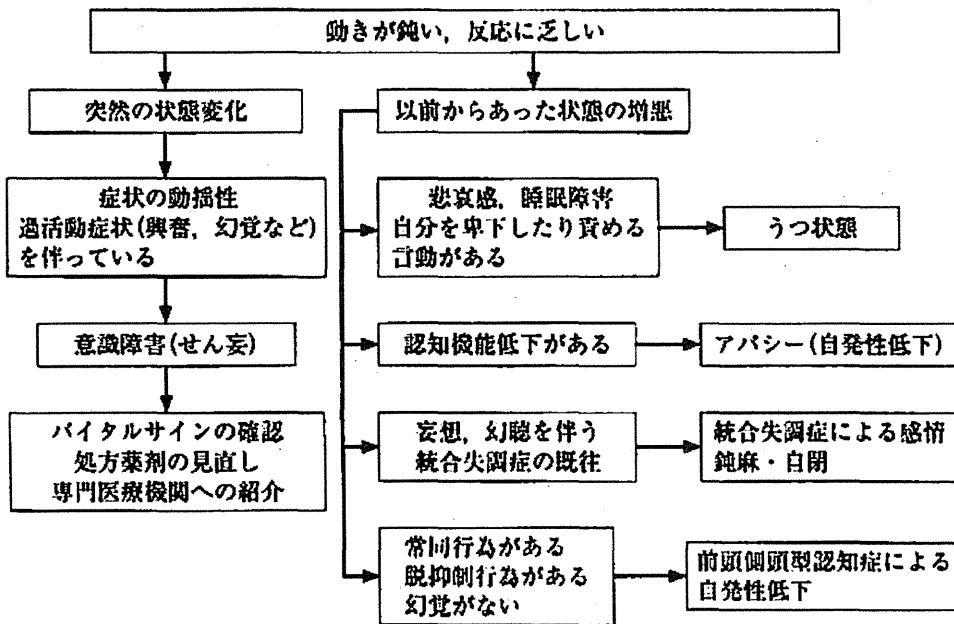 動きが鈍い，反応に乏しい
突然の状態変化
以前からあった状態の増悪
症状の動揺性
過活動症状(興奮，幻覚など)
を伴っている
悲哀感，睡眠障害
自分を卑下したり責める
言動がある
うつ状態
意識障害(せん妄)
認知機能低下がある
アパシー(自発性低下)
バイタルサインの確認
処方薬剤の見直し
専門医療機関への紹介
妄想，幻聴を伴う
統合失調症の既往
統合失調症による感情
鈍麻・自閉
常同行為がある
脱抑制行為がある
幻覚がない
前頭側頭型認知症による
自発性低下